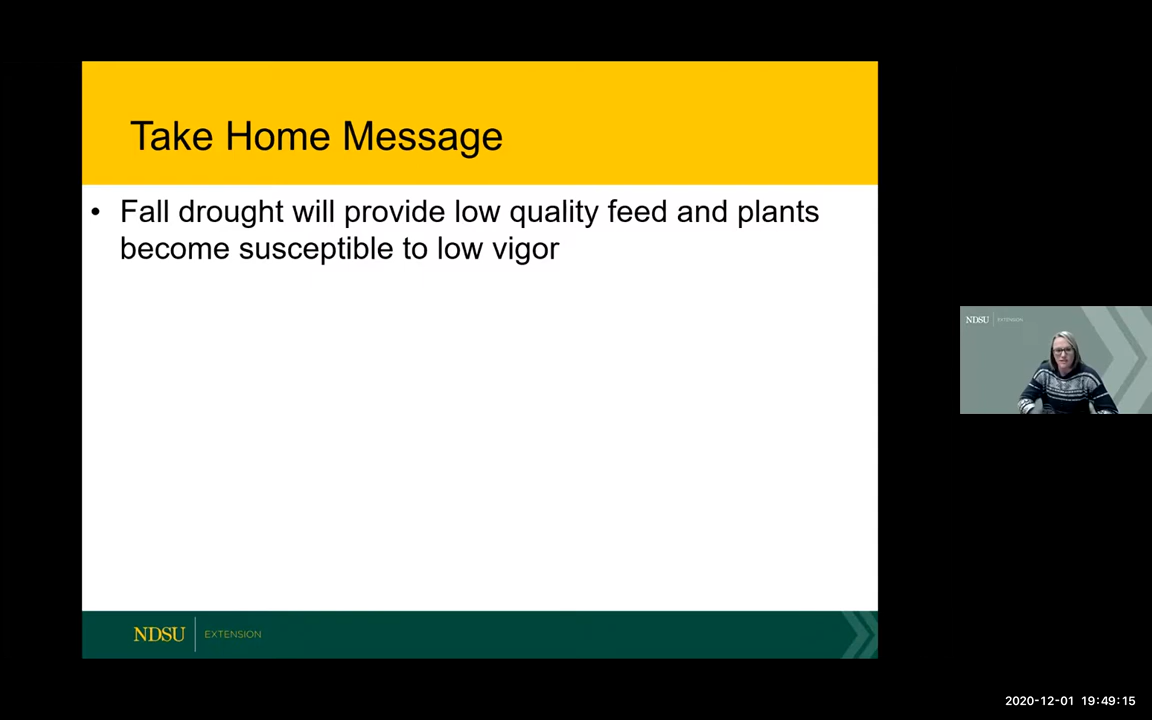 Take Home Message
• Fall drought will provide low quality feed and plants
become susceptible to low vigor
NDSU EXTENSION
NDSU EXTENSION
2020-12-01 19:49:15